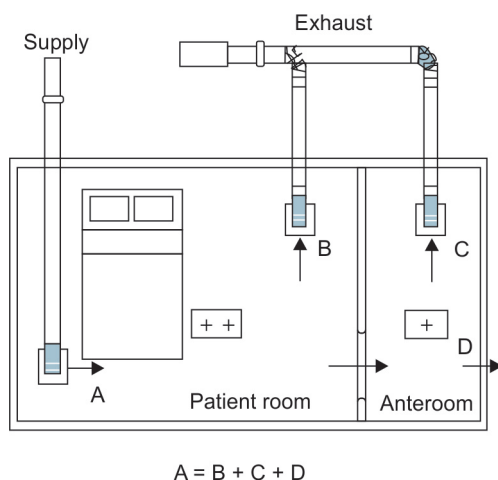 Exhaust
Supply
B
C
+ +
+
D
A
Patient room
Anteroom
A = B + C + D